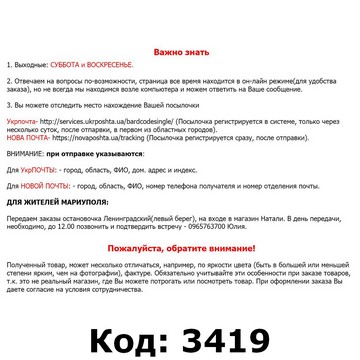 Важно знать
1. Выходные: СУББОТА и ВОСКРЕСЕНЬЕ.
2. Отвечаем на вопросы по-возможности, страница все время находится в он-лайн режиме(для удобства
заказа), но не всегда мы находимся возле компьютера и можем ответить на Ваше сообщение.
3. Вы можете отследить место нахождение Вашей посылочки
Укрпочта- http://services.ukrposhta.ua/bardcodesingle/ (Посылочка регистрируется в системе, только через
несколько суток, после отправки, в первом из областных городов).
НОВА ПОЧТА- https://novaposhta.ua/tracking (Посылочка регистрируется сразу, после отправки).
ВНИМАНИЕ: при отправке указываются:
Для УкрПОЧТЫ: - город, область, ФИО, дом. адрес и индекс.
Для НОВОЙ ПОЧТЫ: - город, область, ФИО, номер телефона получателя и номер отделения почты.
ДЛЯ ЖИТЕЛЕЙ МАРИУПОЛЯ:
Передаем заказы остановочка Ленинградский(левый берег), на входе в магазин Натали. В день передачи,
необходимо, до 12.00 позвонить и подтвердить встречу - 0965763700 Юлия.
Пожалуйста, обратите внимание!
Полученный товар, может несколько отличаться, например, по яркости цвета (быть в большей или меньшей
степени ярким, чем на фотографии), фактуре. Обязательно учитывайте эти особенности при заказе товаров,
т.к. это не реальный магазин, где Вы можете потрогать или посмотреть товар. При оформлении заказа Вы
даете согласие на условия сотрудничества.
Код: 3419